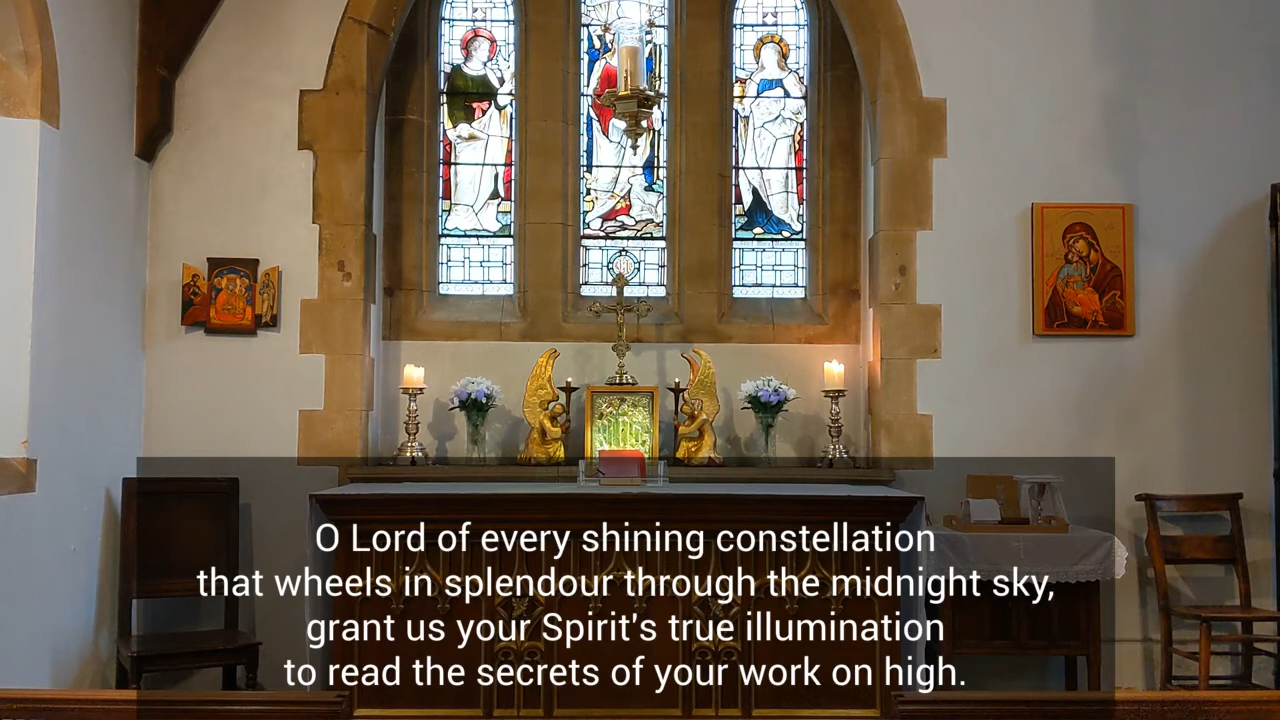 O Lord of every shining constellation
that wheels in splendour through the midnight sky,
grant us your Spirit's true illumination
to read the secrets of your work on high.